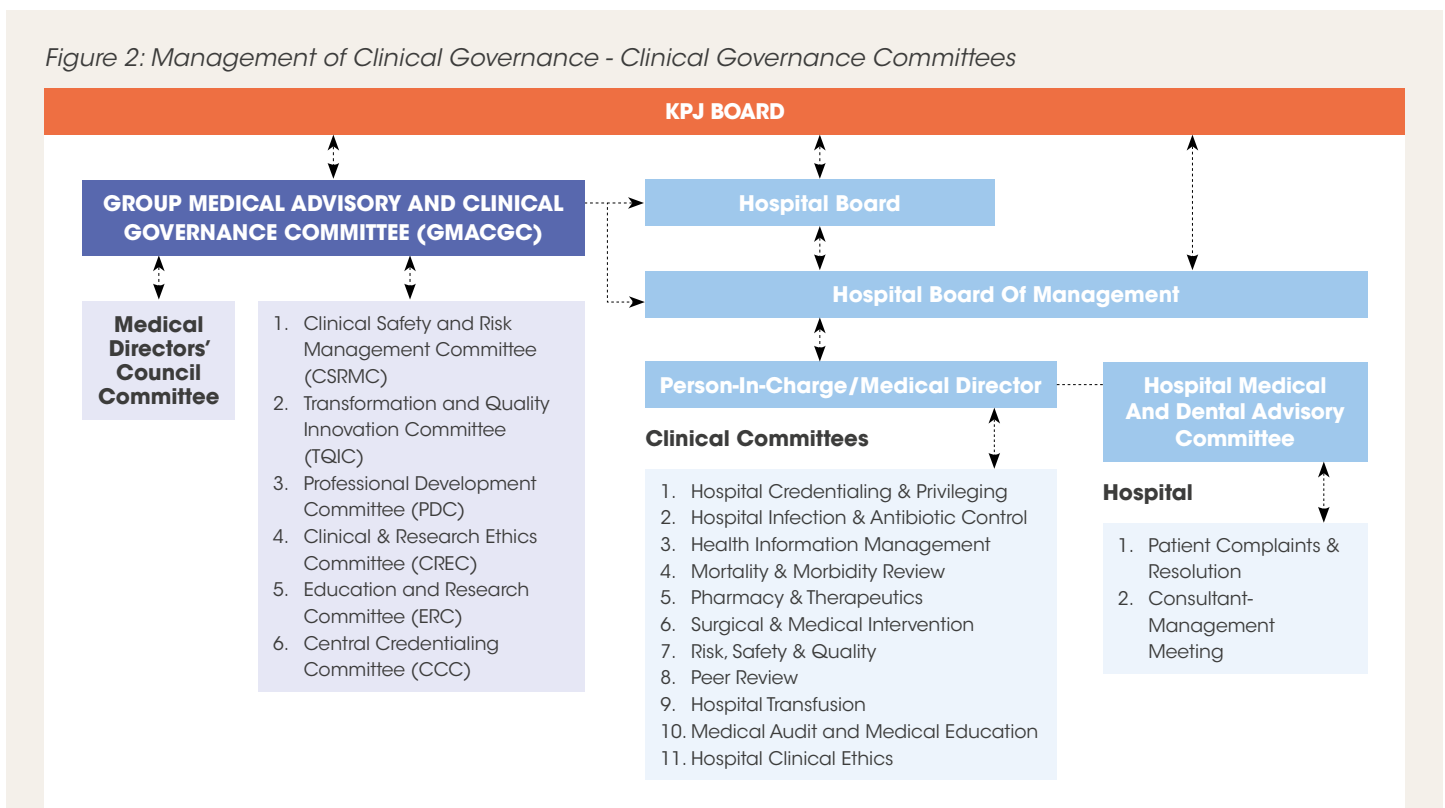 Figure 2: Management of Clinical Governance - Clinical Governance Committees
KPJ BOARD
GROUP MEDICAL ADVISORY AND CLINICAL
GOVERNANCE COMMITTEE (GMACGC)
Medical
Directors'
Council
Committee
1. Clinical Safety and Risk
Management Committee
(CSRMC)
2. Transformation and Quality
Innovation Committee
(TQIC)
3. Professional Development
Committee (PDC)
4. Clinical & Research Ethics
Committee (CREC)
5. Education and Research
Committee (ERC)
6. Central Credentialing
Committee (CCC)
Hospital Board
Hospital Board Of Management
Person-In-Charge/Medical Director
Clinical Committees
1. Hospital Credentialing & Privileging
2. Hospital Infection & Antibiotic Control
3. Health Information Management
4. Mortality & Morbidity Review
5. Pharmacy & Therapeutics
6. Surgical & Medical Intervention
7. Risk, Safety & Quality
8. Peer Review
9. Hospital Transfusion
10. Medical Audit and Medical Education
11. Hospital Clinical Ethics
Hospital Medical
And Dental Advisory
Committee
Hospital
1. Patient Complaints &
Resolution
2. Consultant-
Management
Meeting